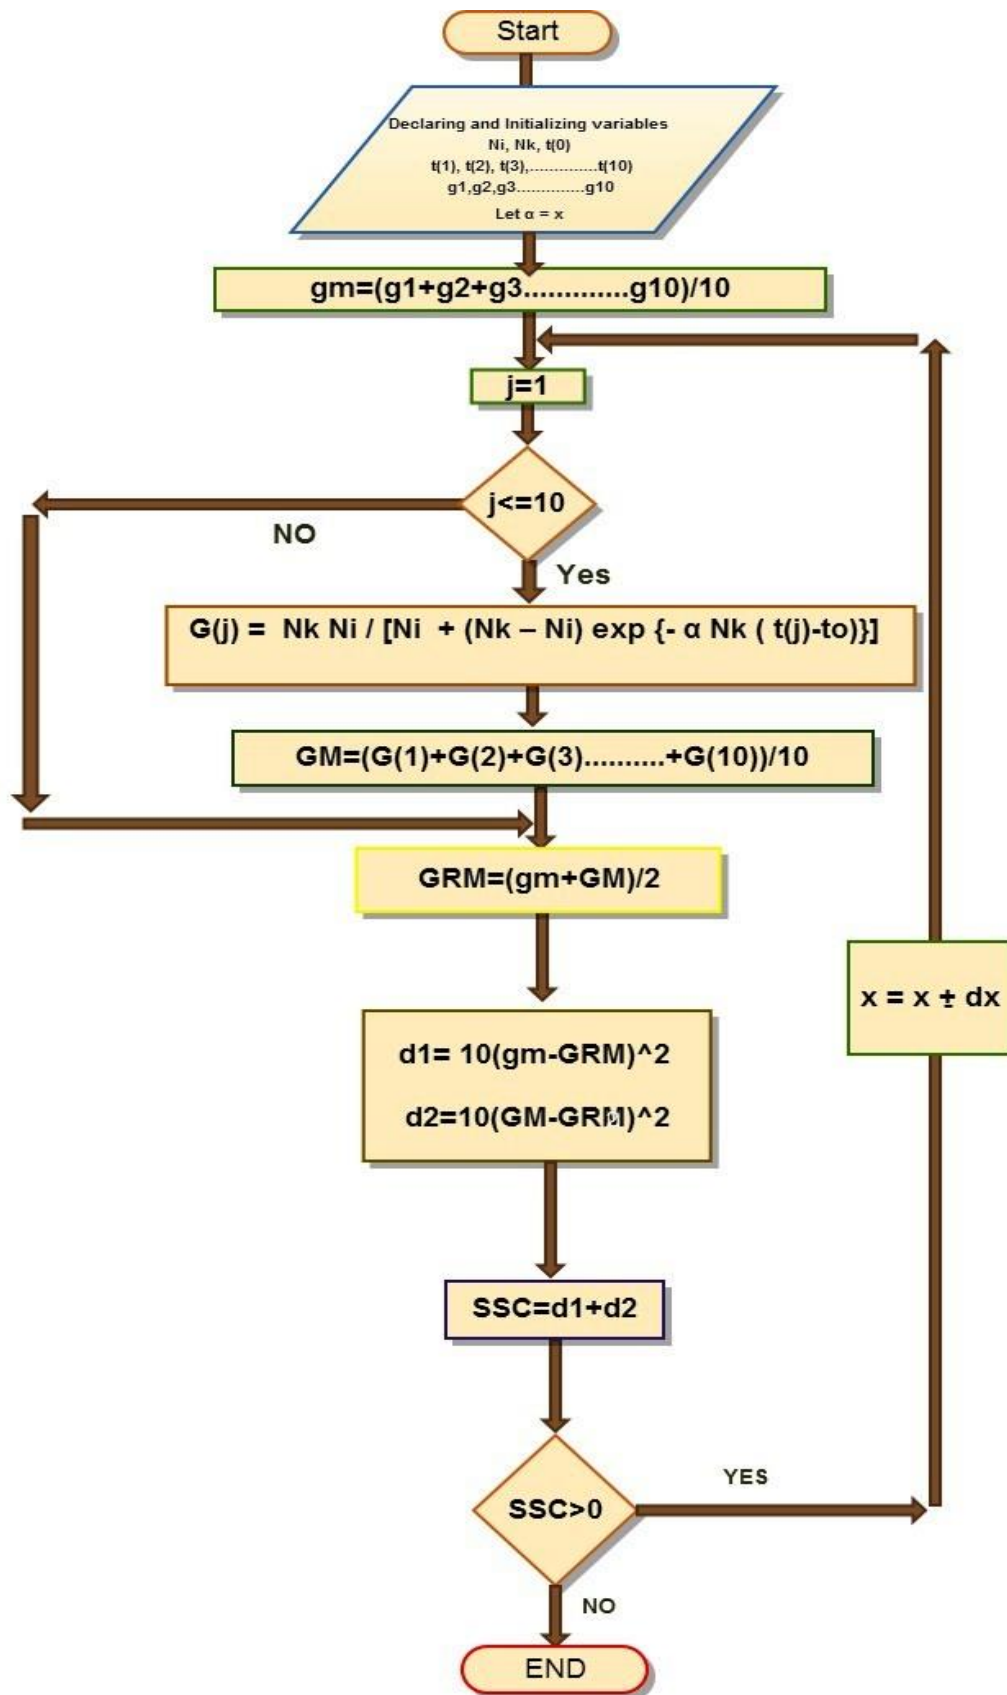 Start
Declaring and Initializing variables
Ni, Nk, t(0)
t(1), t(2), t(3),..............t(10)
g1,g2,g3..............g10
Let α = x
gm=(g1+g2+g3.............g10)/10
j=1
j<=10
NO
Yes
G(j) = Nk Ni / [Ni + (Nk – Ni) exp {- α Nk ( t(j)-to)}]
GM=(G(1)+G(2)+G(3)..........+G(10))/10
GRM=(gm+GM)/2
x = x ± dx
d1= 10(gm-GRM)^2
d2=10(GM-GRM)^2
SSC=d1+d2
YES
SSC>0
NO
END